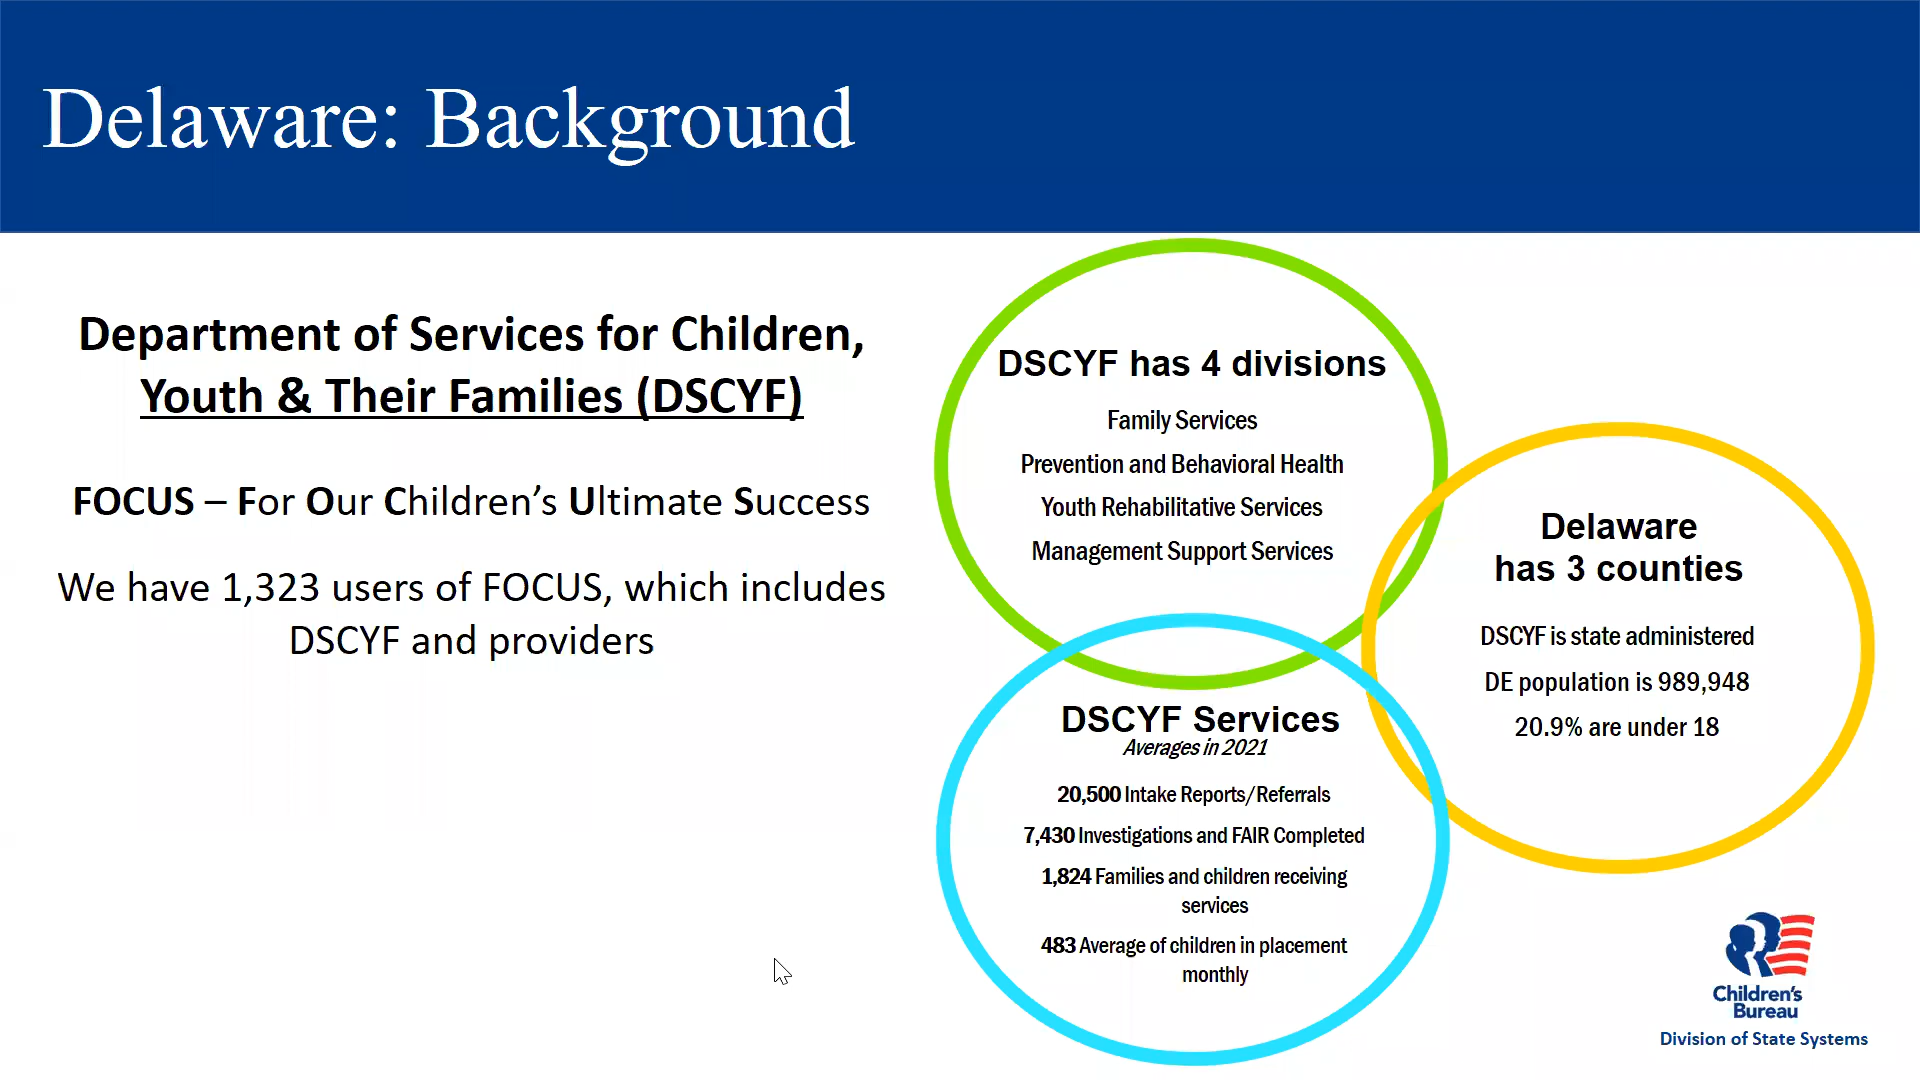 Delaware: Background
Department of Services for Children,
Youth & Their Families (DSCYF)
FOCUS – For Our Children’s Ultimate Success
We have 1,323 users of FOCUS, which includes
DSCYF and providers
DSCYF has 4 divisions
Family Services
Prevention and Behavioral Health
Youth Rehabilitative Services
Management Support Services
Delaware
has 3 counties
DSCYF is state administered
DE population is 989,948
20.9% are under 18
DSCYF Services
Averages in 2021
20,500 Intake Reports/Referrals
7,430 Investigations and FAIR Completed
1,824 Families and children receiving
services
483 Average of children in placement
monthly
Children's
Bureau
Division of State Systems